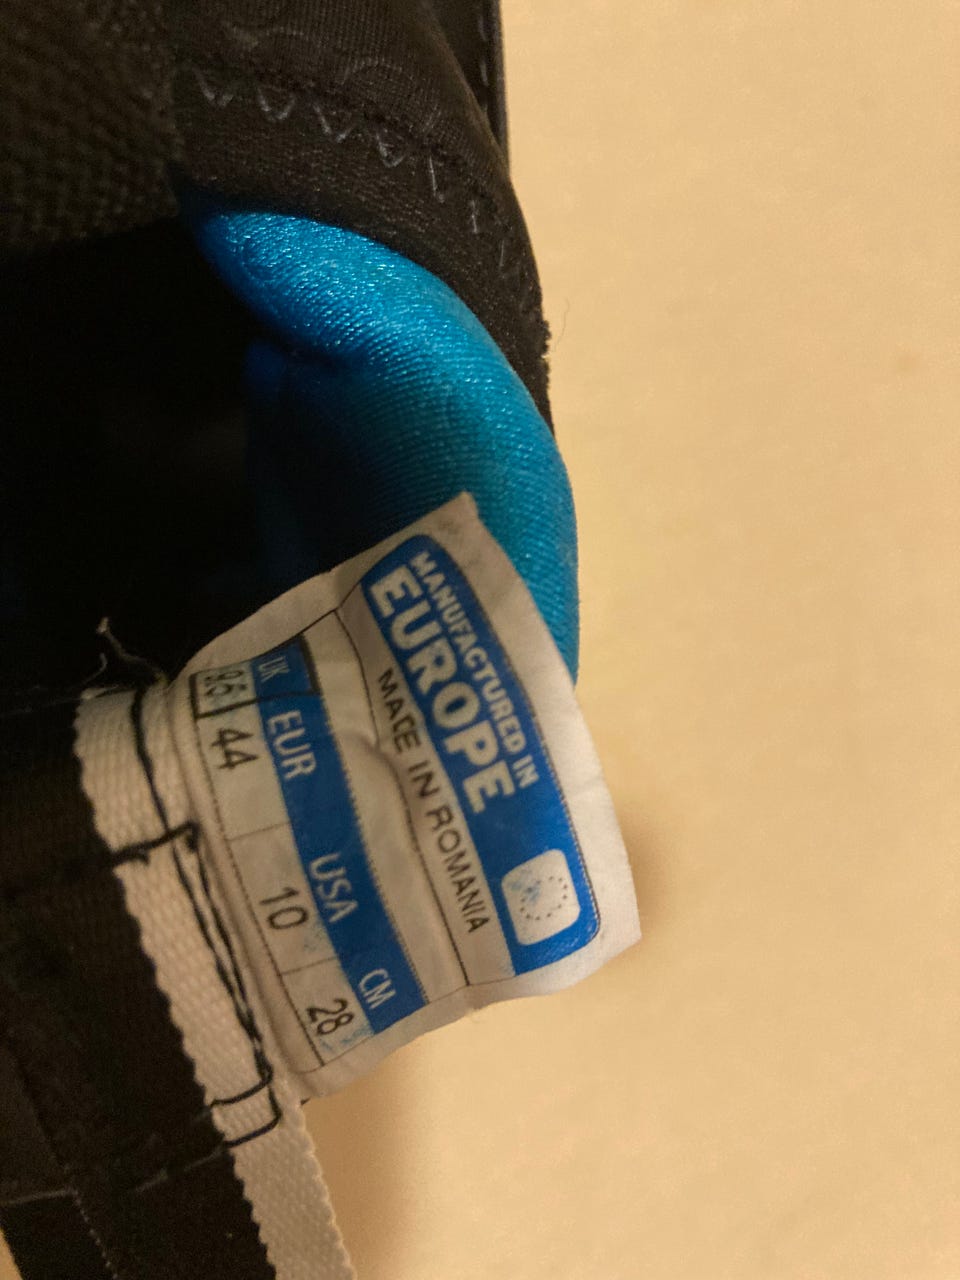 MANUFACTURED IN
EUROPE
MADE IN ROMANIA
UK EUR USA CM
9.5 44 10 28